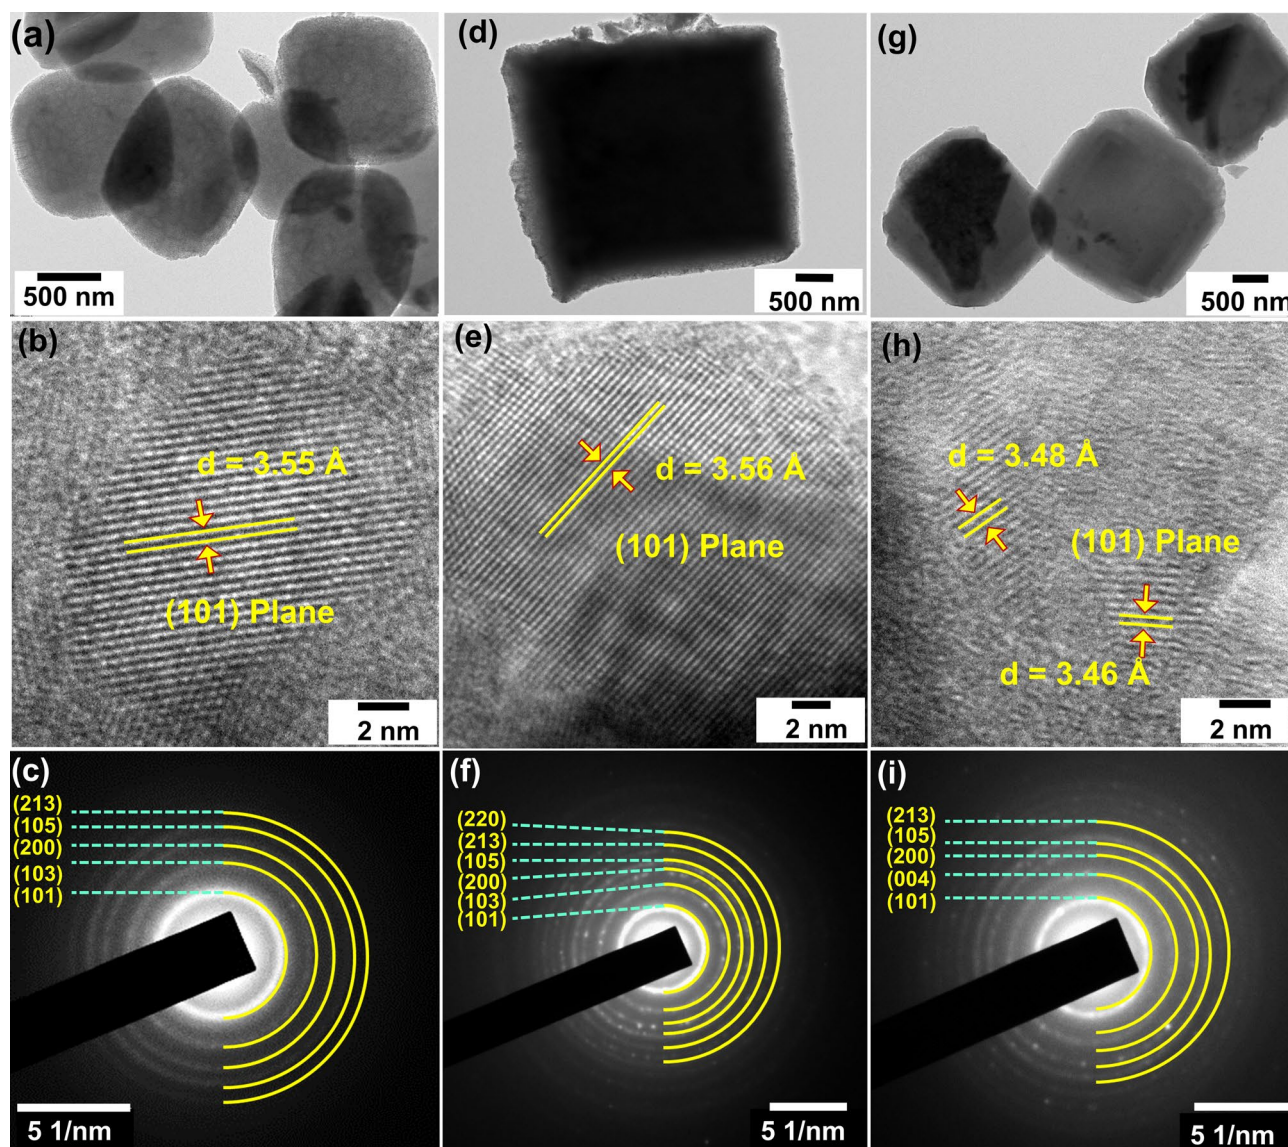 (a)
500 nm
(d)
500 nm
(g)
500 nm
(b)
d = 3.55 Å
(101) Plane
2 nm
(e)
d = 3.56 Å
(101) Plane
2 nm
(h)
d = 3.48 Å
(101) Plane
d = 3.46 Å
2 nm
(c)
(213)
(105)
(200)
(103)
(101)
5 1/nm
(f)
(220)
(213)
(105)
(200)
(103)
(101)
5 1/nm
(i)
(213)
(105)
(200)
(004)
(101)
5 1/nm